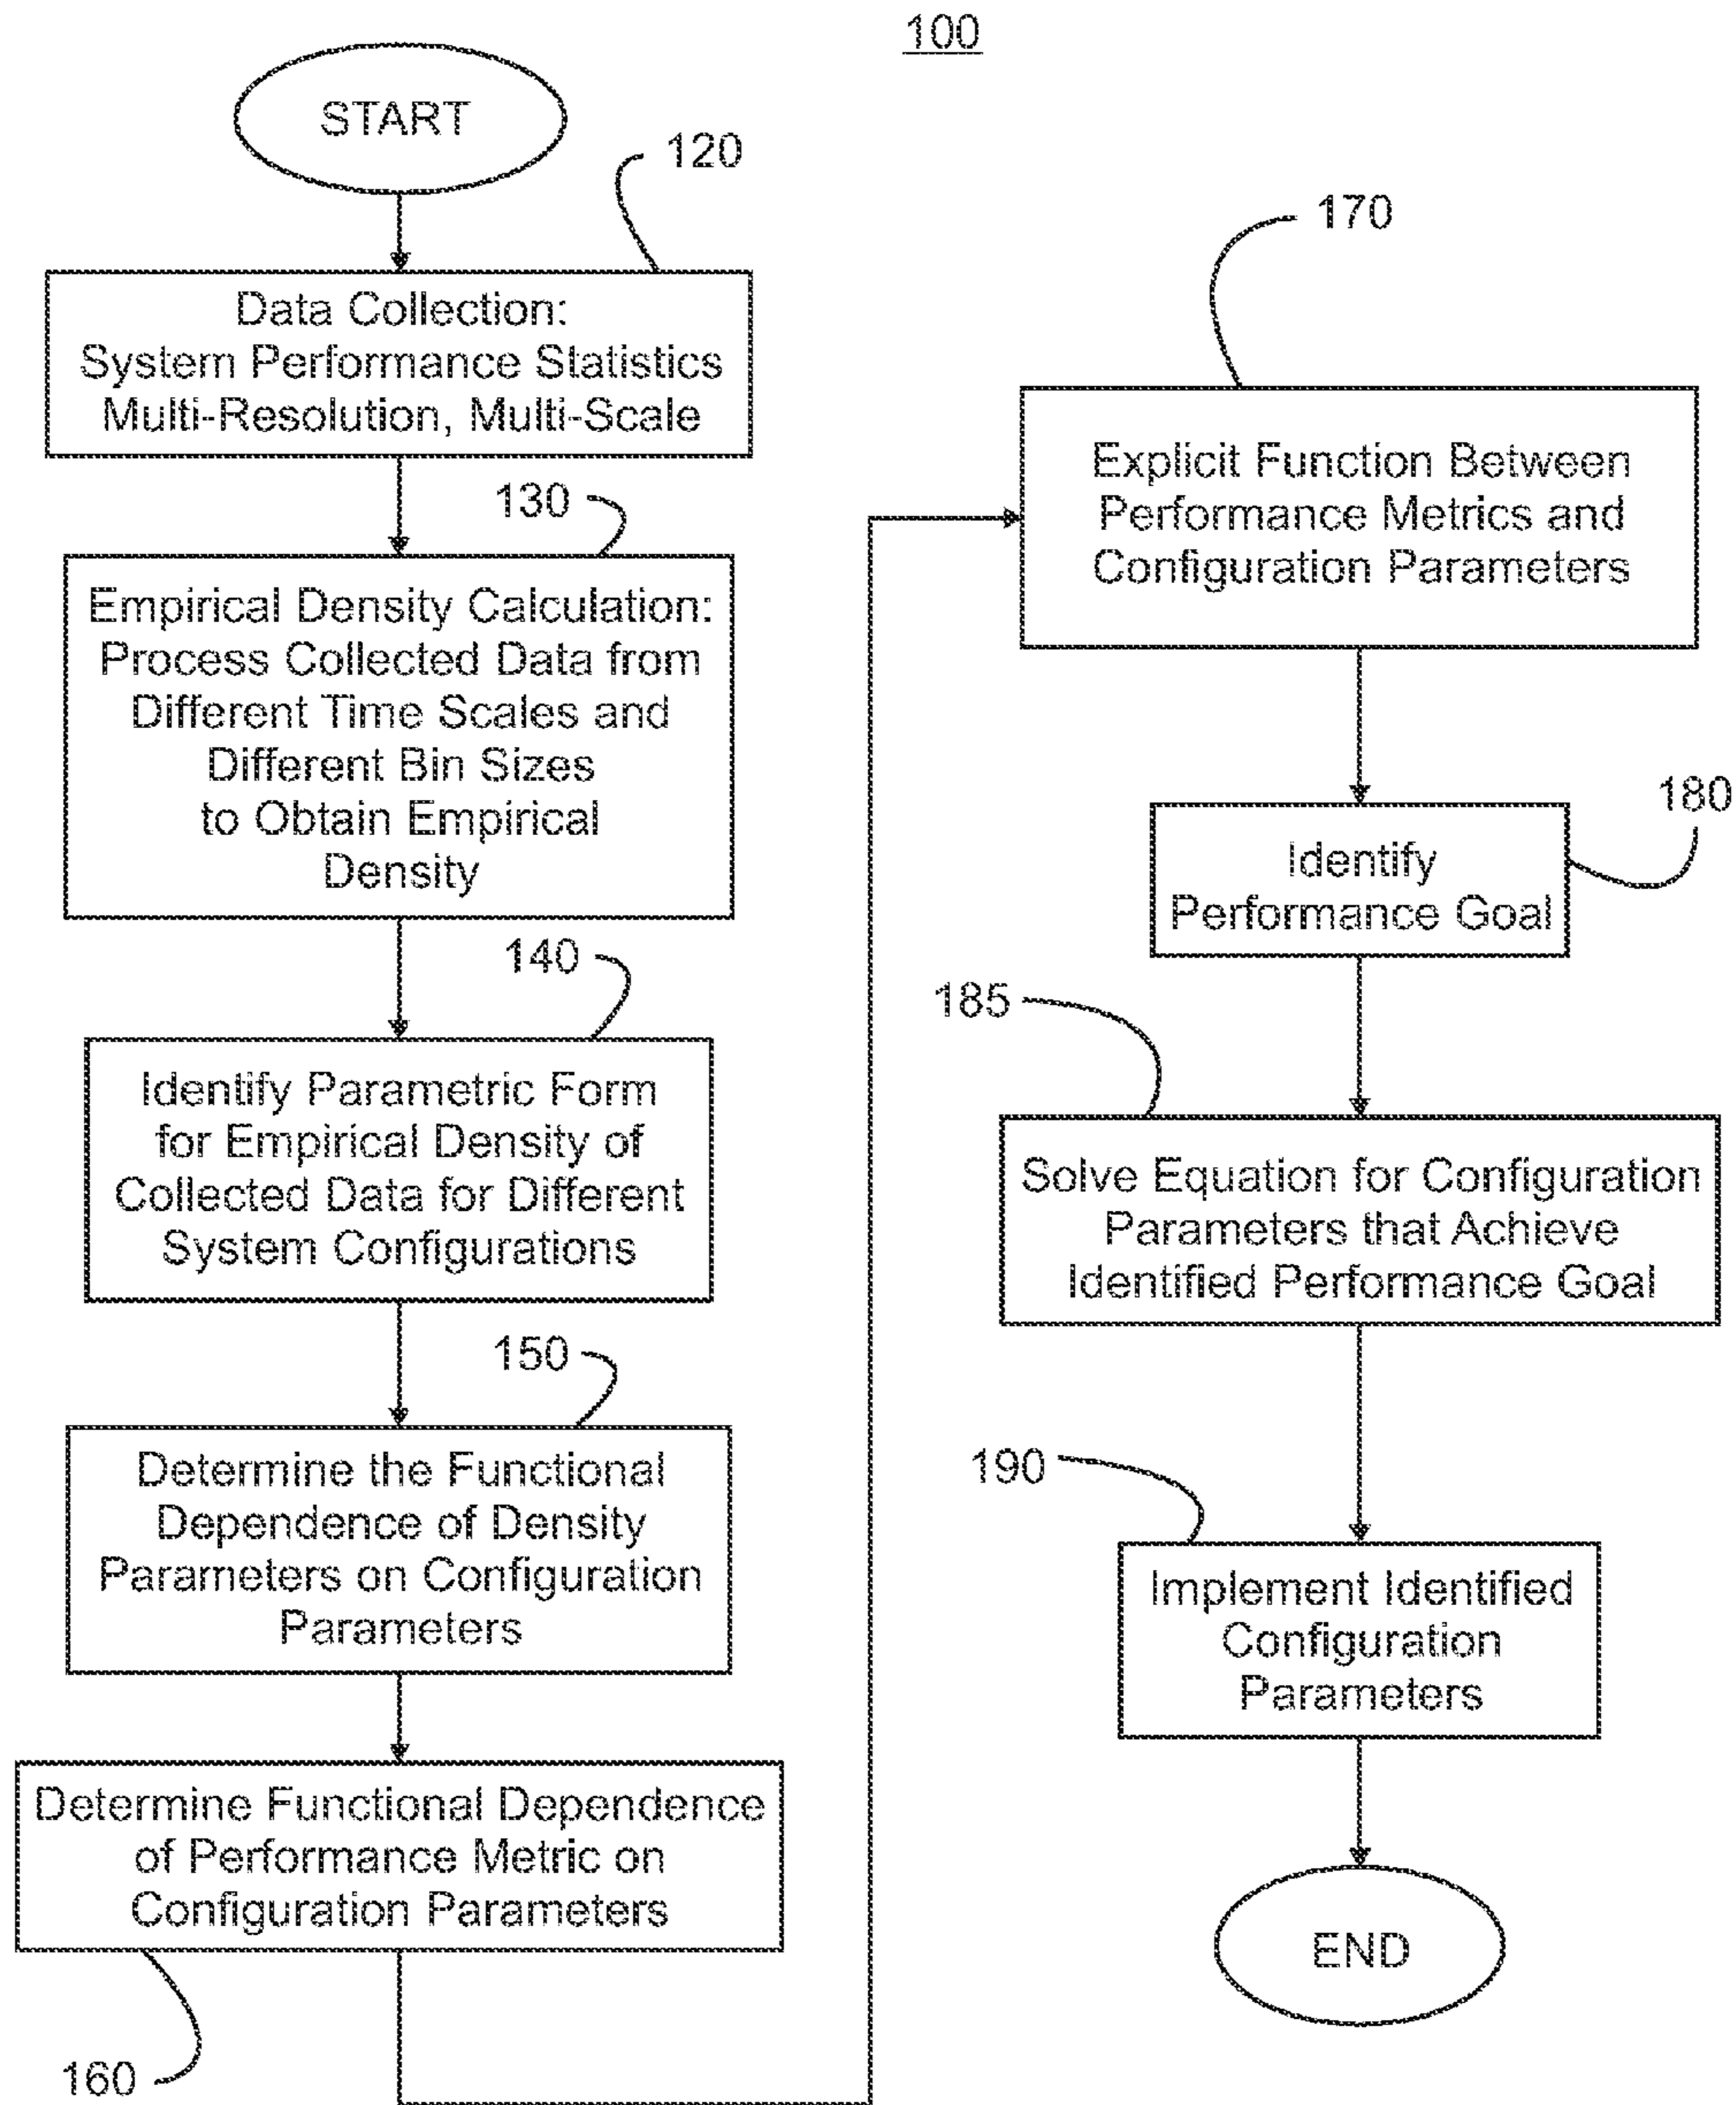 100
START
120
Data Collection:
System Performance Statistics
Multi-Resolution, Multi-Scale
130
Empirical Density Calculation:
Process Collected Data from
Different Time Scales and
Different Bin Sizes
to Obtain Empirical
Density
140
Identify Parametric Form
for Empirical Density of
Collected Data for Different
System Configurations
150
Determine the Functional
Dependence of Density
Parameters on Configuration
Parameters
Determine Functional Dependence
of Performance Metric on
Configuration Parameters
160
170
Explicit Function Between
Performance Metrics and
Configuration Parameters
180
Identify
Performance Goal
185
Solve Equation for Configuration
Parameters that Achieve
Identified Performance Goal
190
Implement Identified
Configuration
Parameters
END